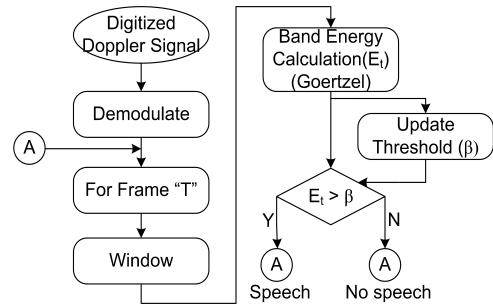 Digitized
Doppler Signal
Demodulate
A
For Frame “T”
Window
Band Energy
Calculation(Et)
(Goertzel)
Update
Threshold (β)
Et > β
Y
N
A
A
Speech
No speech